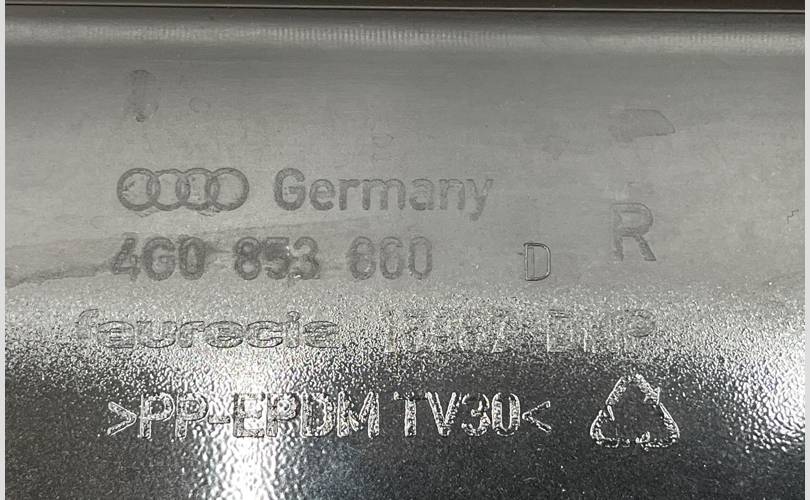 Germany
R
4G0 853 860 D
faurecia
>PP-EPDM TV30<